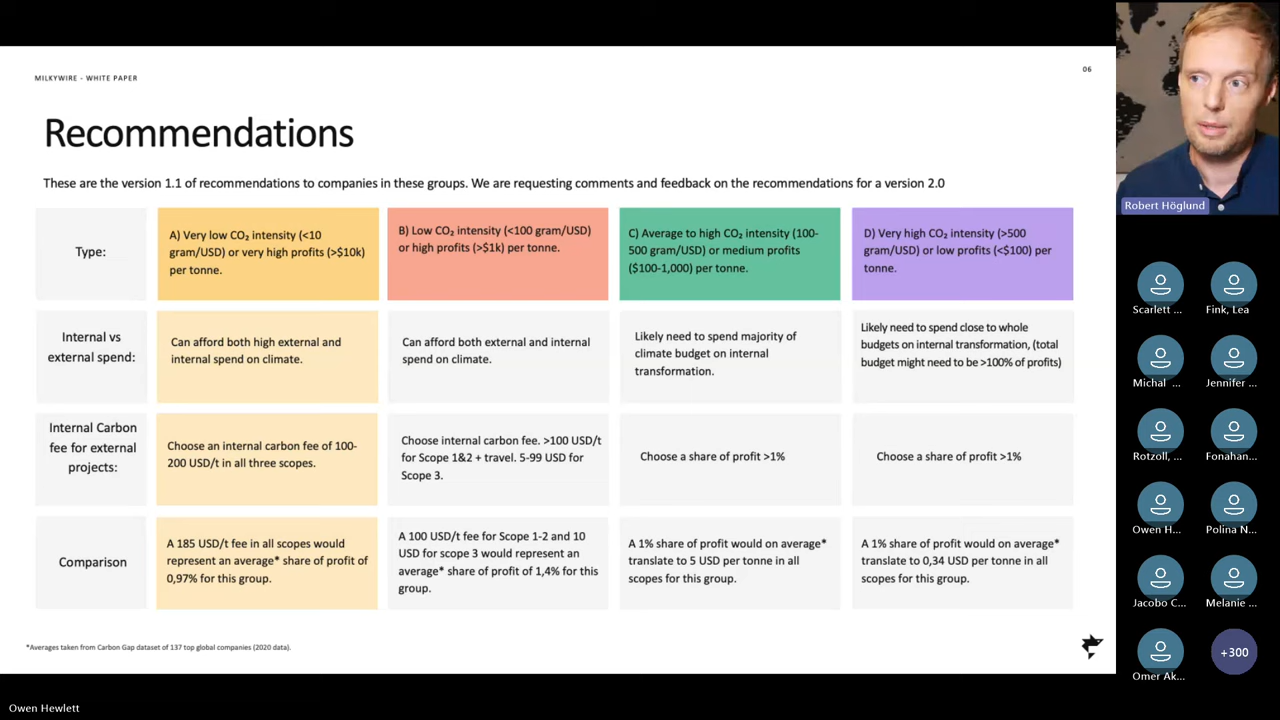 MILKYWIRE - WHITE PAPER
06
Recommendations
These are the version 1.1 of recommendations to companies in these groups. We are requesting comments and feedback on the recommendations for a version 2.0
Type:
A) Very low CO₂ intensity (<10
gram/USD) or very high profits (>$10k)
per tonne.
B) Low CO₂ intensity (<100 gram/USD)
or high profits (>$1k) per tonne.
C) Average to high CO₂ intensity (100-
500 gram/USD) or medium profits
($100-1,000) per tonne.
D) Very high CO₂ intensity (>500
gram/USD) or low profits (<$100) per
tonne.
Internal vs
external spend:
Can afford both high external and
internal spend on climate.
Can afford both external and internal
spend on climate.
Likely need to spend majority of
climate budget on internal
transformation.
Likely need to spend close to whole
budgets on internal transformation, (total
budget might need to be >100% of profits)
Internal Carbon
fee for external
projects:
Choose an internal carbon fee of 100-
200 USD/t in all three scopes.
Choose internal carbon fee. >100 USD/t
for Scope 1&2 + travel. 5-99 USD for
Scope 3.
Choose a share of profit >1%
Choose a share of profit >1%
Comparison
A 185 USD/t fee in all scopes would
represent an average* share of profit of
0,97% for this group.
A 100 USD/t fee for Scope 1-2 and 10
USD for scope 3 would represent an
average* share of profit of 1,4% for this
group.
A 1% share of profit would on average*
translate to 5 USD per tonne in all
scopes for this group.
A 1% share of profit would on average*
translate to 0,34 USD per tonne in all
scopes for this group.
*Averages taken from Carbon Gap dataset of 137 top global companies (2020 data).
Robert Höglund
Scarlett ...
Fink, Lea
Michal ...
Jennifer ...
Rotzoll, ...
Fonahan...
Owen H...
Polina N...
Jacobo C...
Melanie ...
Omer Ak...
+300
Owen Hewlett